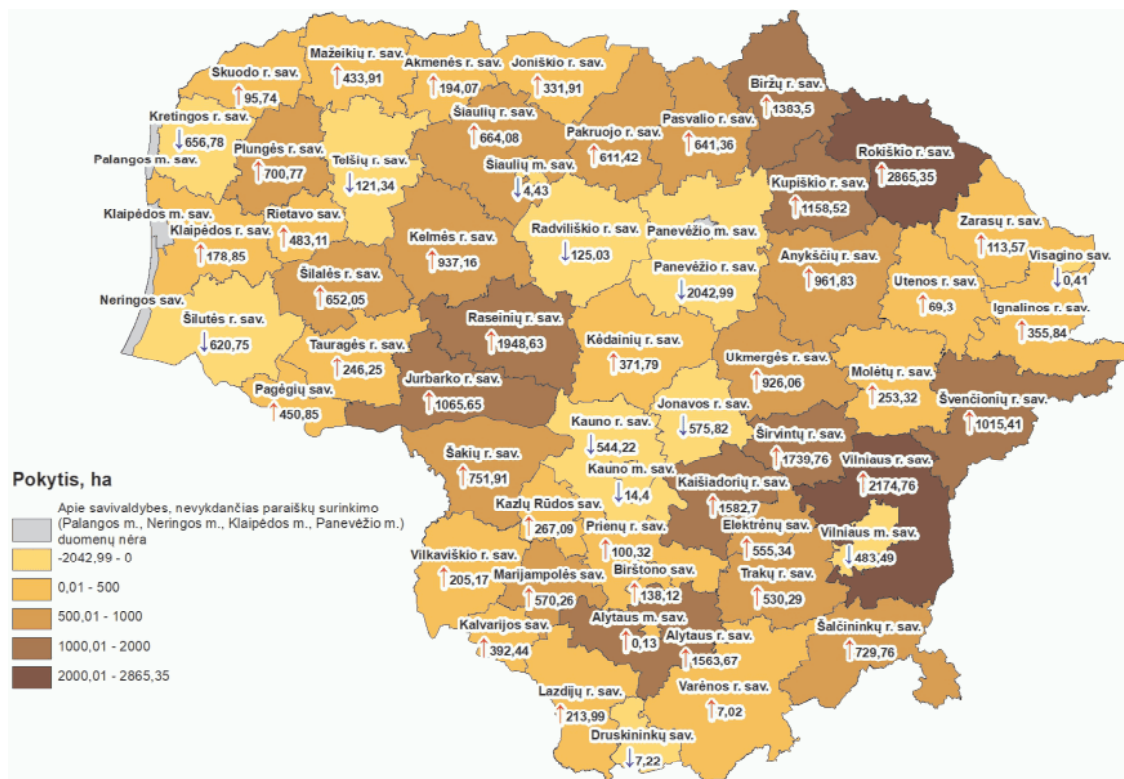 Skuodo r. sav.
↑95,74
Mažeikių r. sav.
↑433,91
Akmenės r. sav.
↑194,07
Joniškio r. sav.
↑331,91
Kretingos r. sav.
↓656,78
Palangos m. sav.
Plungės r. sav.
↑700,77
Telšių r. sav.
↓121,34
Šiaulių r. sav.
↑664,08
Šiaulių m. sav.
↓4,43
Pakruojo r. sav.
↑611,42
Pasvalio r. sav.
↑641,36
Biržų r. sav.
↑1383,5
Rokiškio r. sav.
↑2865,35
Kupiškio r. sav.
↑1158,52
Klaipėdos m. sav.
Klaipėdos r. sav.
↑178,85
Rietavo sav.
↑483,11
Kelmės r. sav.
↑937,16
Radviliškio r. sav.
↓125,03
Panevėžio m. sav.
Panevėžio r. sav.
↓2042,99
Anykščių r. sav.
↑961,83
Zarasų r. sav.
↑113,57
Visagino sav.
↓0,41
Utenos r. sav.
↑69,3
Ignalinos r. sav.
↑355,84
Šilalės r. sav.
↑652,05
Neringos sav.
Šilutės r. sav.
↓620,75
Raseinių r. sav.
↑1948,63
Tauragės r. sav.
↑246,25
Kėdainių r. sav.
↑371,79
Ukmergės r. sav.
↑926,06
Molėtų r. sav.
↑253,32
Švenčionių r. sav.
↑1015,41
Pagėgių sav.
↑450,85
Jurbarko r. sav.
↑1065,65
Jonavos r. sav.
↓575,82
Kauno r. sav.
↓544,22
Kauno m. sav.
↓14,4
Širvintų r. sav.
↑1739,76
Vilniaus r. sav.
↑2174,76
Šakių r. sav.
↑751,91
Kaišiadorių r. sav.
↑1582,7
Kazlų Rūdos sav.
↑267,09
Prienų r. sav.
↑100,32
Elektrėnų sav.
↑555,34
Vilniaus m. sav.
↓483,49
Vilkaviškio r. sav.
↑205,17
Marijampolės sav.
↑570,26
Birštono sav.
↑138,12
Trakų r. sav.
↑530,29
Kalvarijos sav.
↑392,44
Alytaus m. sav.
↑0,13
Alytaus r. sav.
↑1563,67
Šalčininkų r. sav.
↑729,76
Lazdijų r. sav.
↑213,99
Varėnos r. sav.
↑7,02
Druskininkų sav.
↓7,22
Pokytis, ha
Apie savivaldybes, nevykdančias paraiškų surinkimo
(Palangos m., Neringos m., Klaipėdos m., Panevėžio m.)
duomenų nėra
-2042,99 - 0
0,01 - 500
500,01 - 1000
1000,01 - 2000
2000,01 - 2865,35